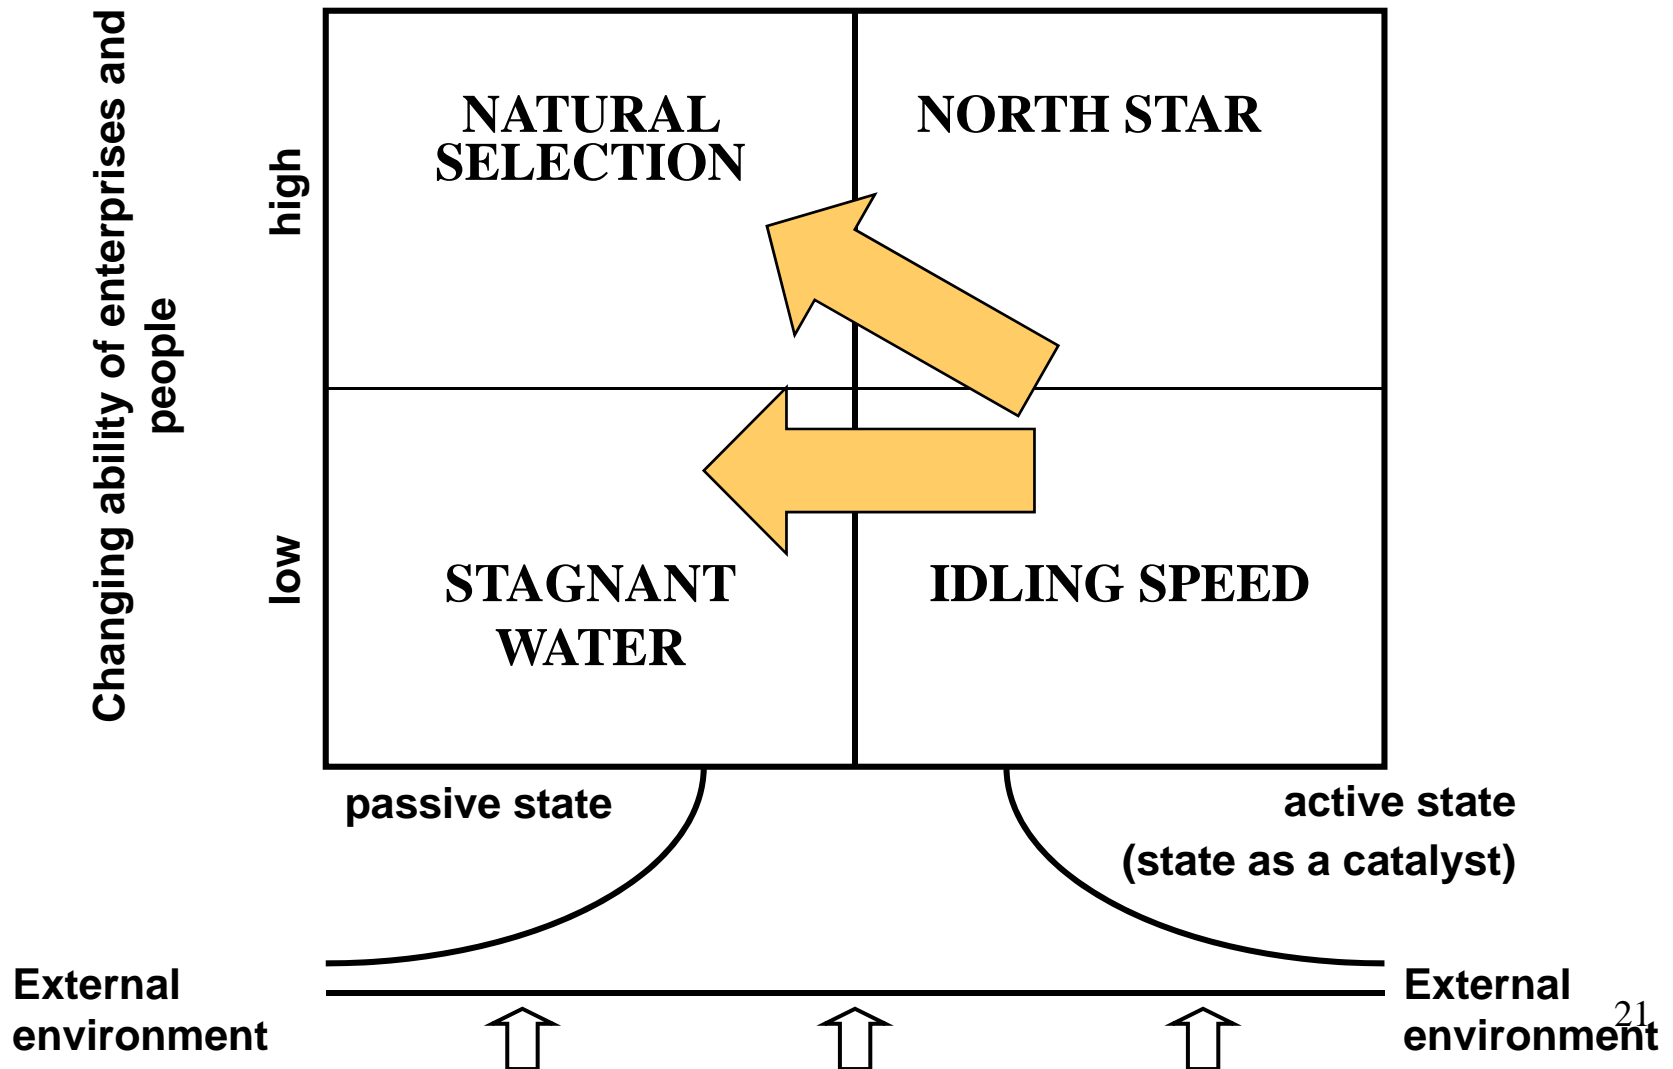 Changing ability of enterprises and
people
high
low
NATURAL
SELECTION
NORTH STAR
STAGNANT
WATER
IDLING SPEED
passive state
active state
(state as a catalyst)
External
environment
External
environment
21